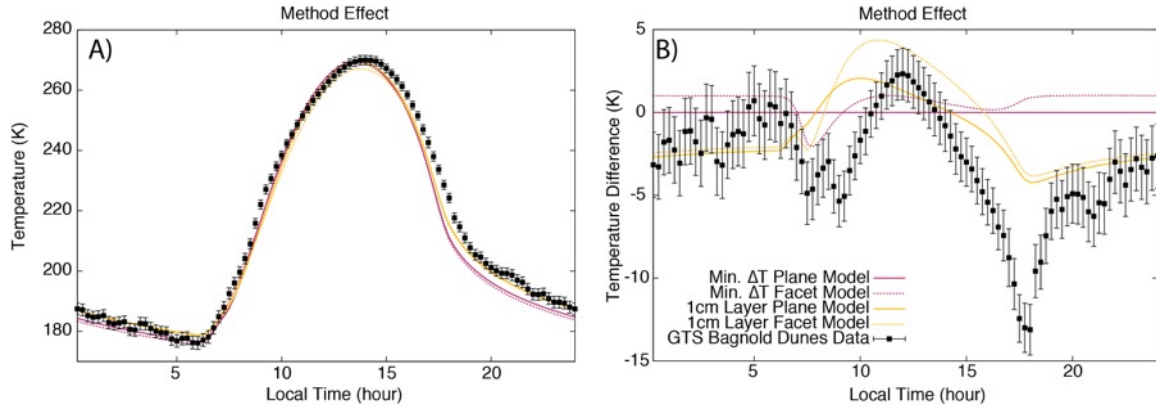 Method Effect
A)
280
260
240
220
200
180
Temperature (K)
5
10
15
20
Local Time (hour)
Method Effect
B)
5
0
-5
-10
-15
Temperature Difference (K)
Min. ΔT Plane Model
Min. ΔT Facet Model
1cm Layer Plane Model
1cm Layer Facet Model
GTS Bagnold Dunes Data
5
10
15
20
Local Time (hour)